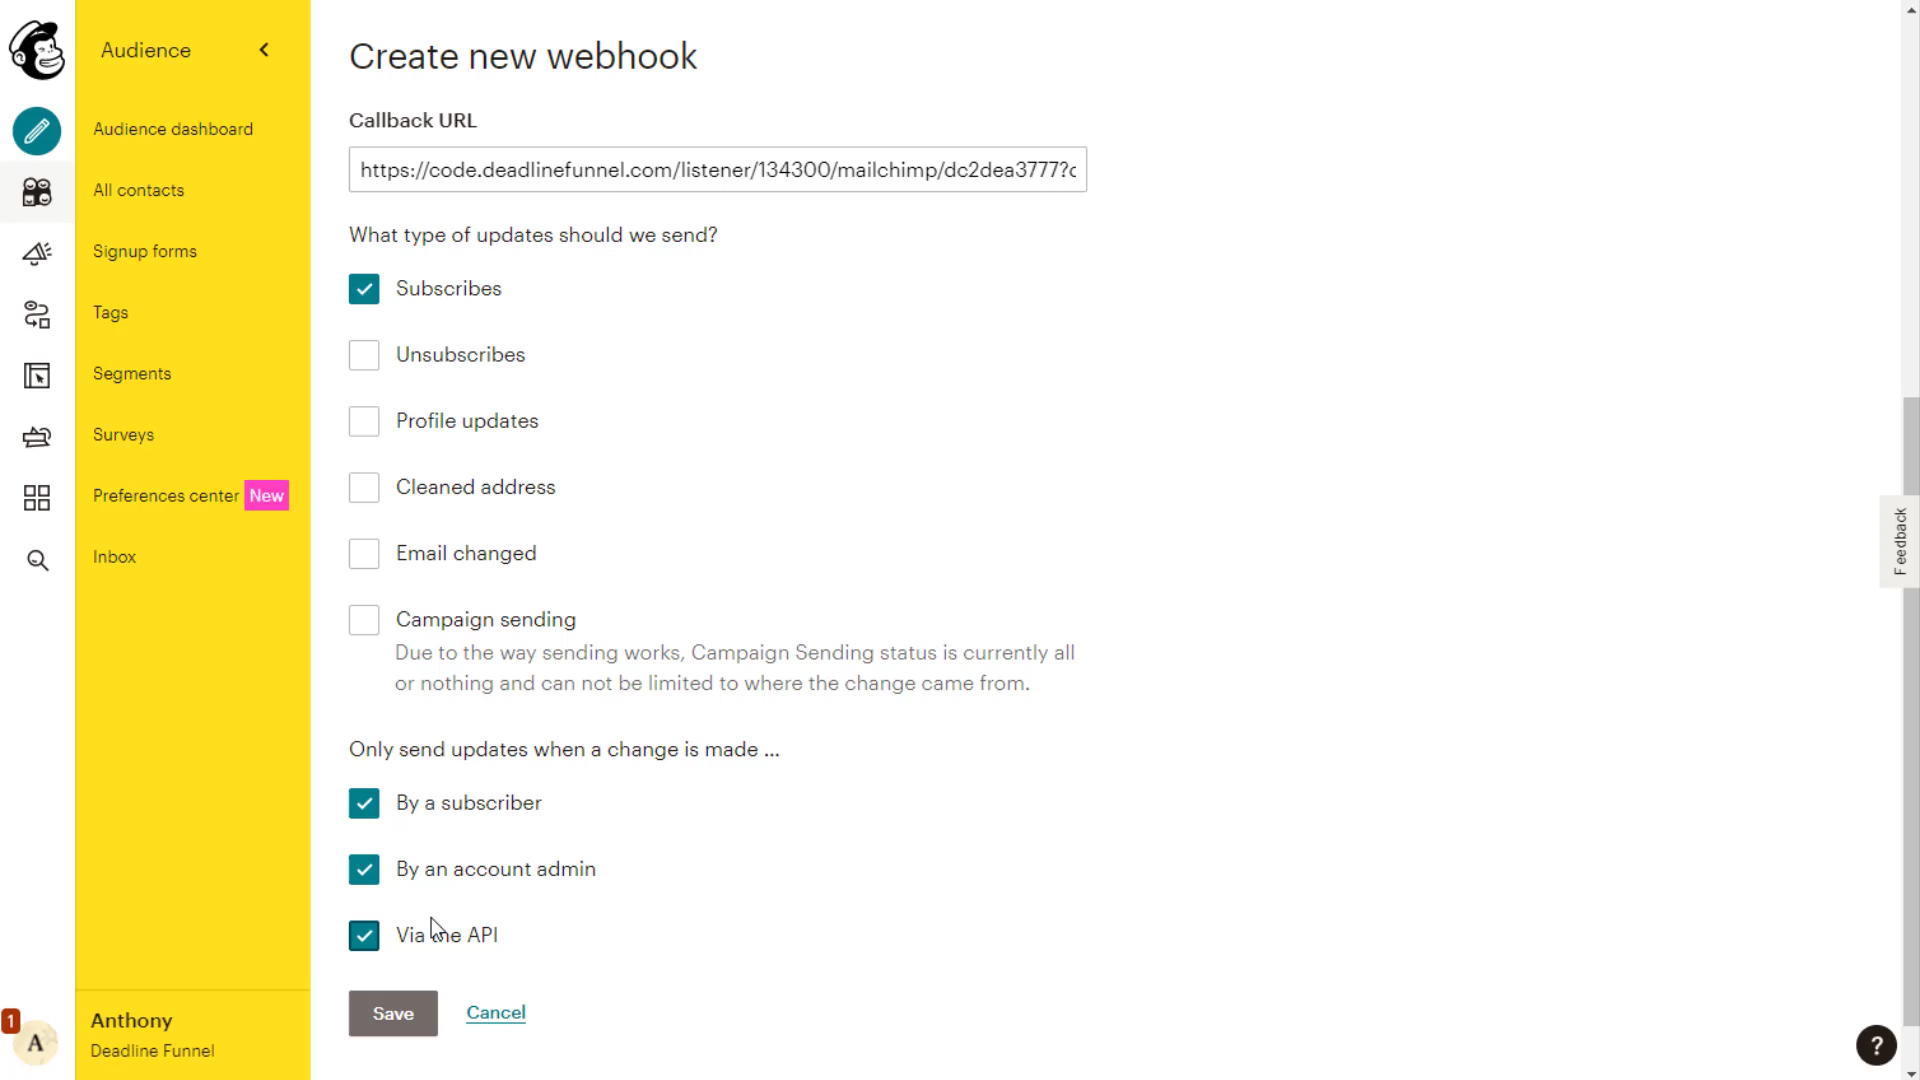 Audience
Audience dashboard
All contacts
Signup forms
Tags
Segments
Surveys
Preferences center New
Inbox
1
A
Anthony
Deadline Funnel
Create new webhook
Callback URL
https://code.deadlinefunnel.com/listener/134300/mailchimp/dc2dea3777?c
What type of updates should we send?
Subscribes
Unsubscribes
Profile updates
Cleaned address
Email changed
Campaign sending
Due to the way sending works, Campaign Sending status is currently all
or nothing and can not be limited to where the change came from.
Only send updates when a change is made ...
By a subscriber
By an account admin
Via the API
Save Cancel
Feedback
?